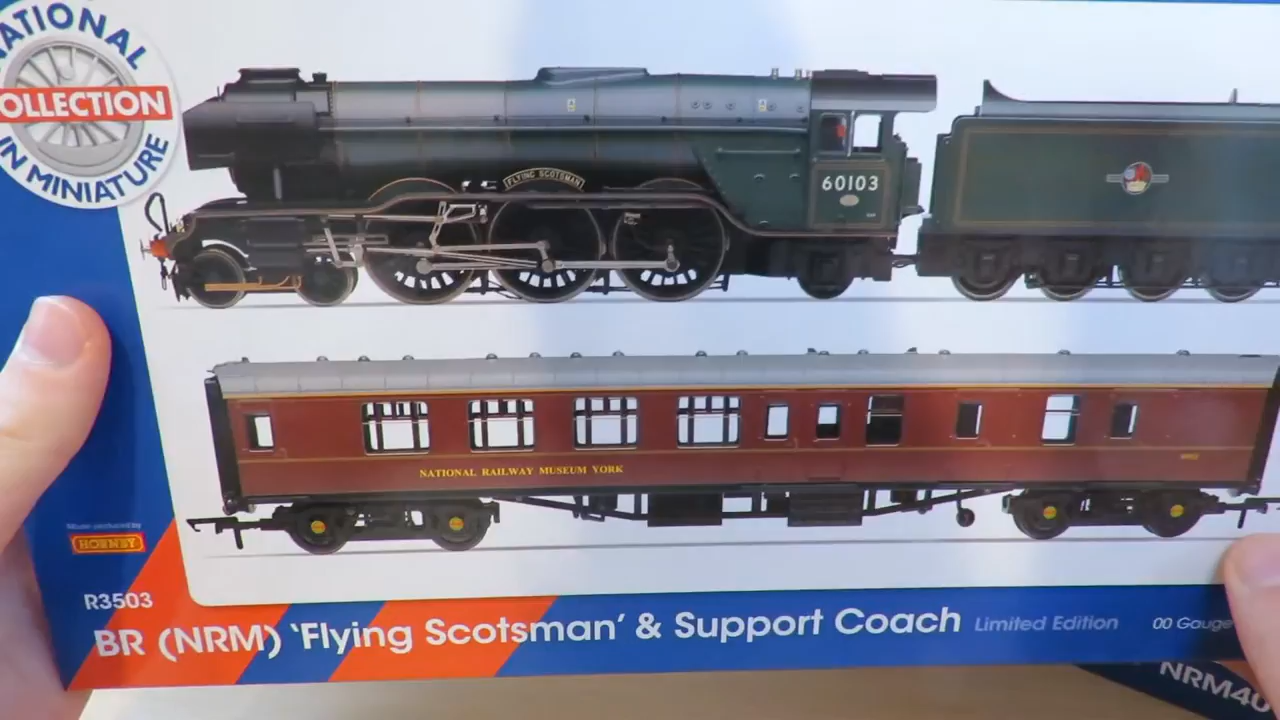 NATIONAL
COLLECTION
IN MINIATURE
FLYING SCOTSMAN
60103
NATIONAL RAILWAY MUSEUM YORK
HORNBY
R3503
BR (NRM) ‘Flying Scotsman’ & Support Coach Limited Edition 00 Gauge
NRM40